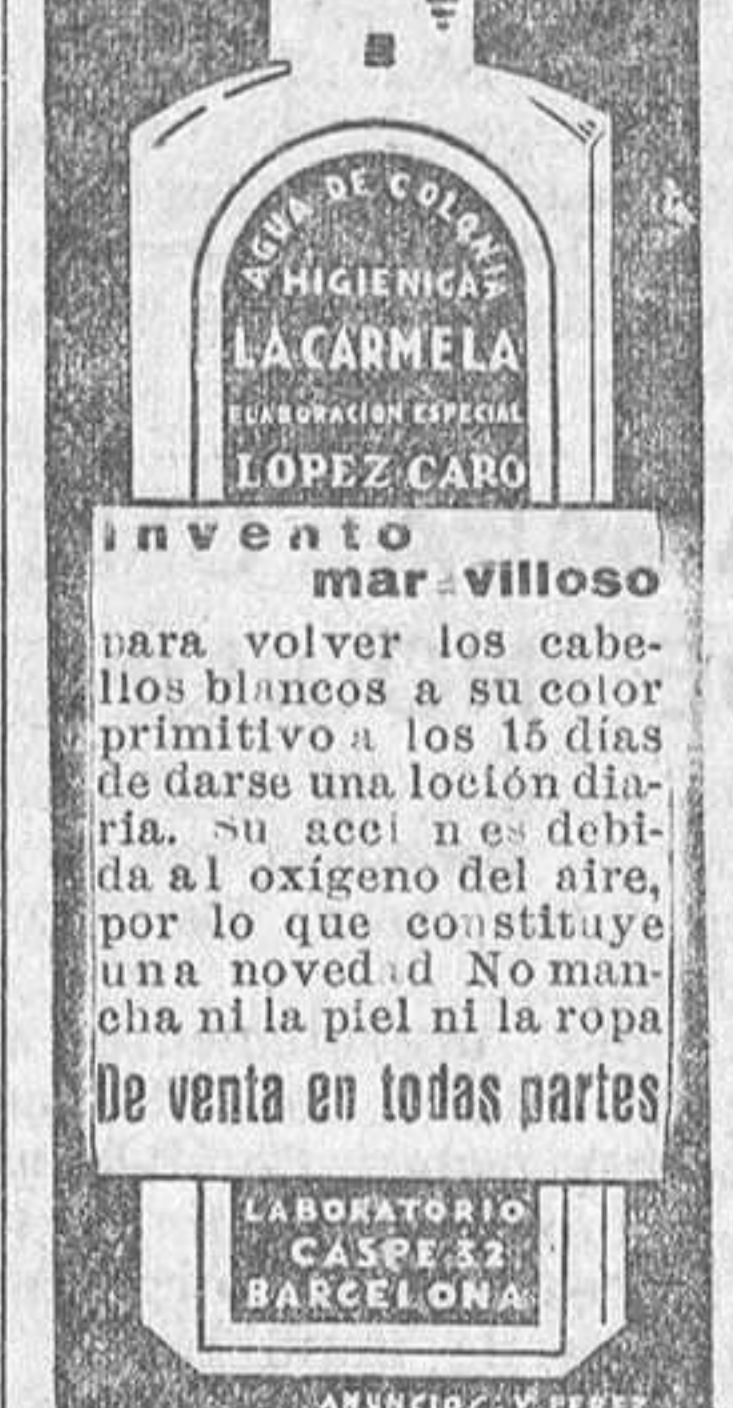 AGUA DE COLONIA
HIGIENICA
LA CARMELA
ELABORACION ESPECIAL
LOPEZ CARO
invento
maravilloso
para volver los cabe-
llos blancos a su color
primitivo a los 15 días
de darse una loción dia-
ria. Su acci n es debi-
da al oxígeno del aire,
por lo que constituye
una novedad No man-
cha ni la piel ni la ropa
De venta en todas partes
LABORATORIO
CASPE 32
BARCELONA
ANUNCIOS V. PEREZ